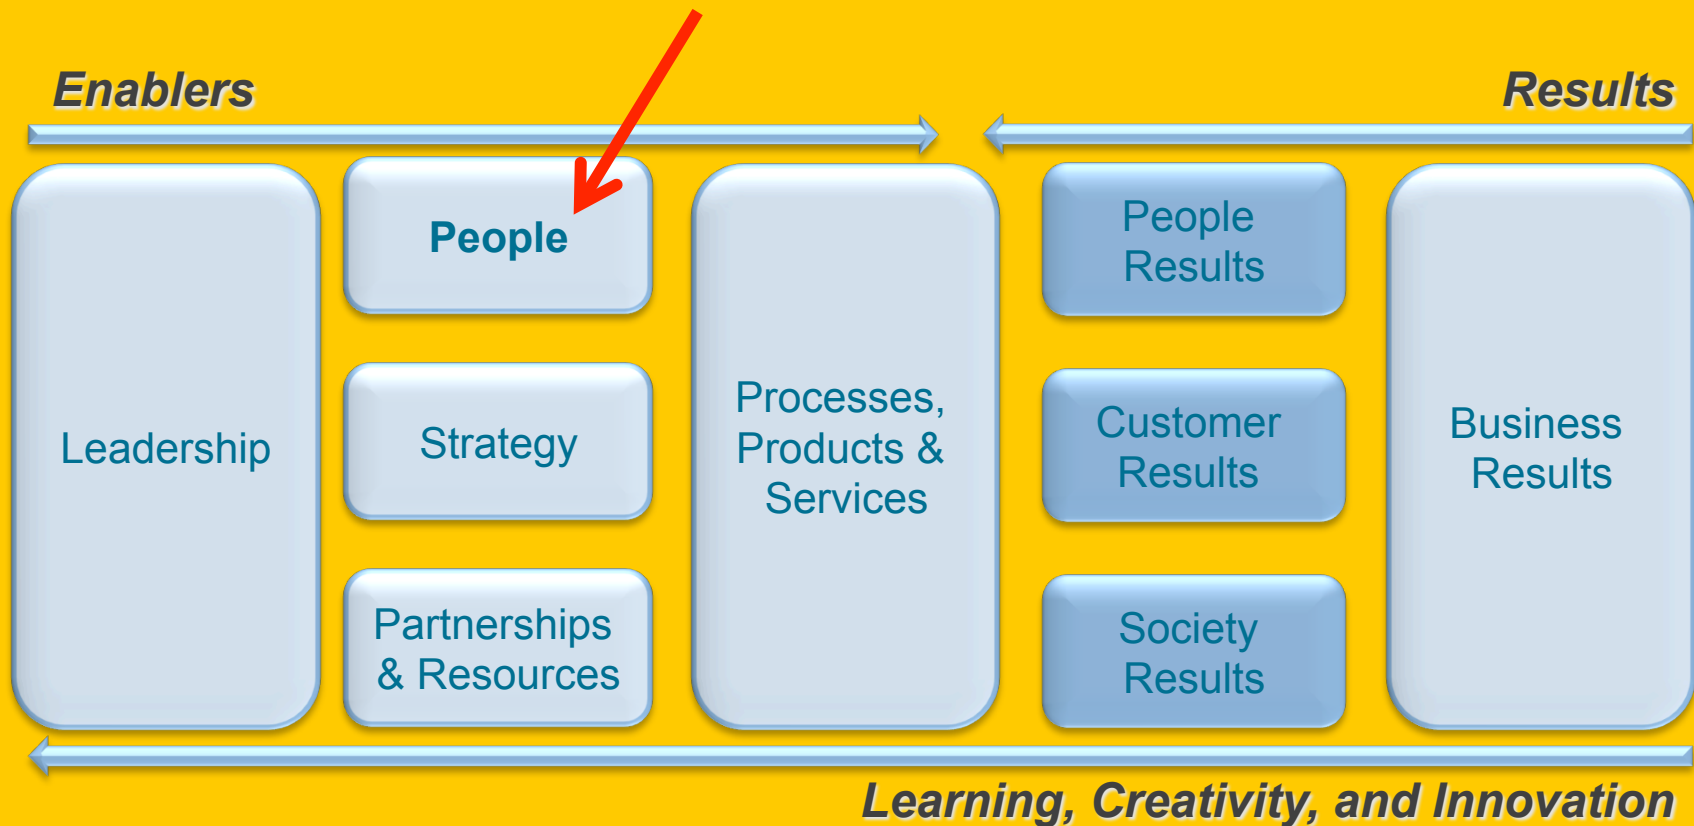 Enablers
Results
Leadership
People
Strategy
Partnerships
& Resources
Processes,
Products &
Services
People
Results
Customer
Results
Society
Results
Business
Results
Learning, Creativity, and Innovation